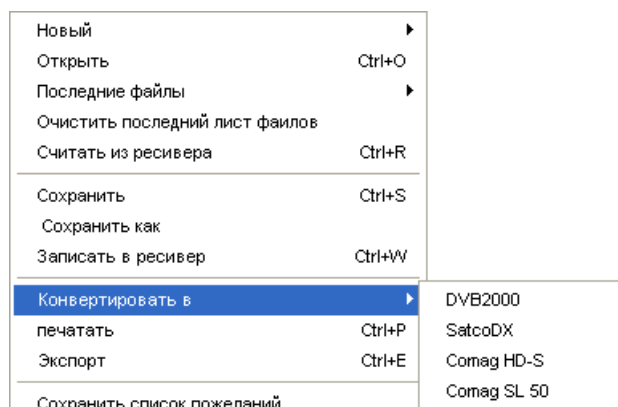 Новый
Открыть Ctrl+O
Последние файлы
Очистить последний лист фаилов
Считать из ресивера Ctrl+R
Сохранить Ctrl+S
Сохранить как
Записать в ресивер Ctrl+W
Конвертировать в DVB2000
печатать Ctrl+P SatcoDX
Экспорт Ctrl+E Comag HD-S
Сохранить список пожеланий Comag SL 50